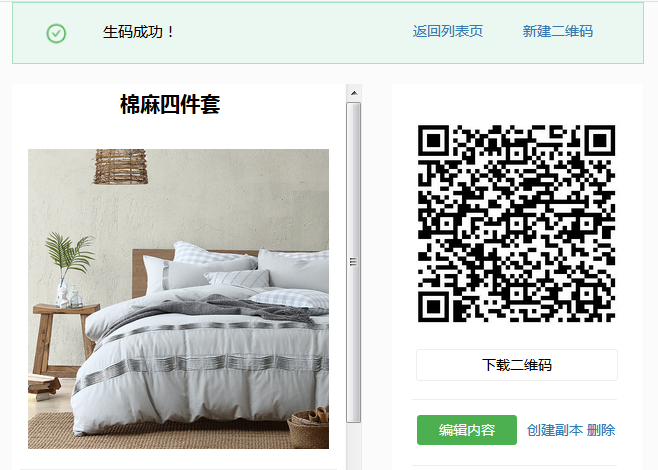 生码成功！
返回列表页
新建二维码
棉麻四件套
下载二维码
编辑内容
创建副本 删除